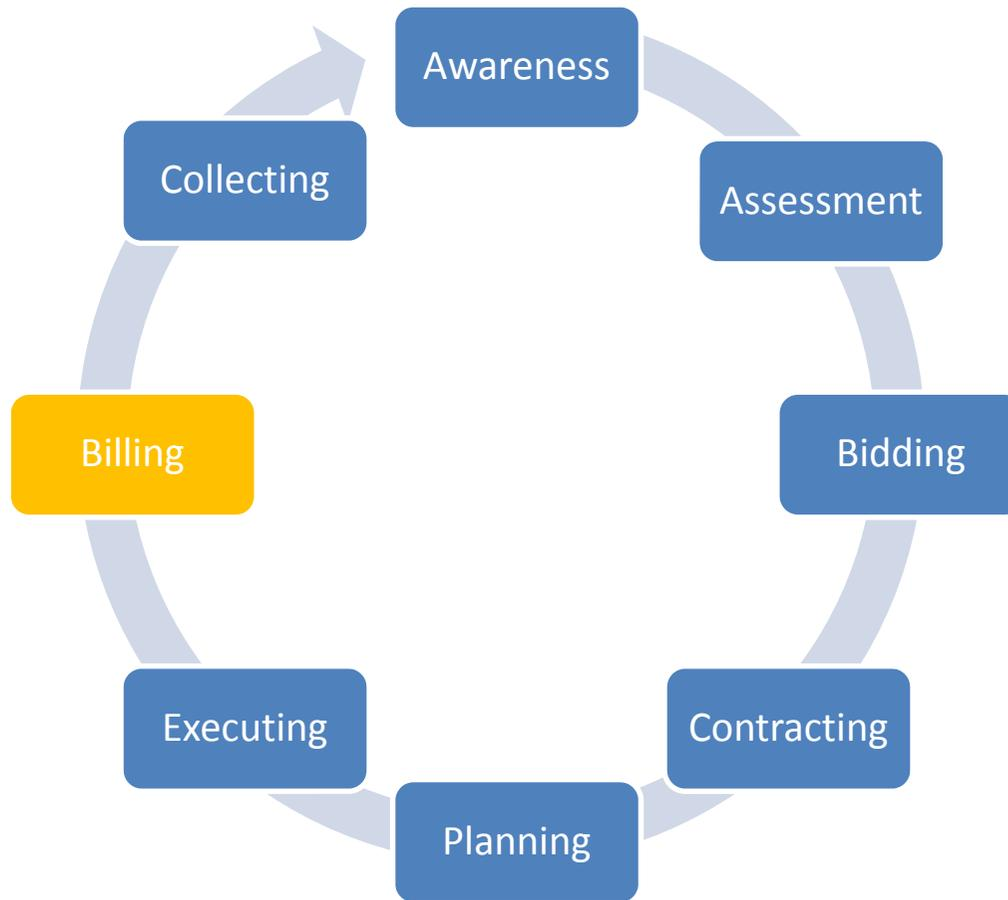 Awareness
Assessment
Bidding
Contracting
Planning
Executing
Billing
Collecting